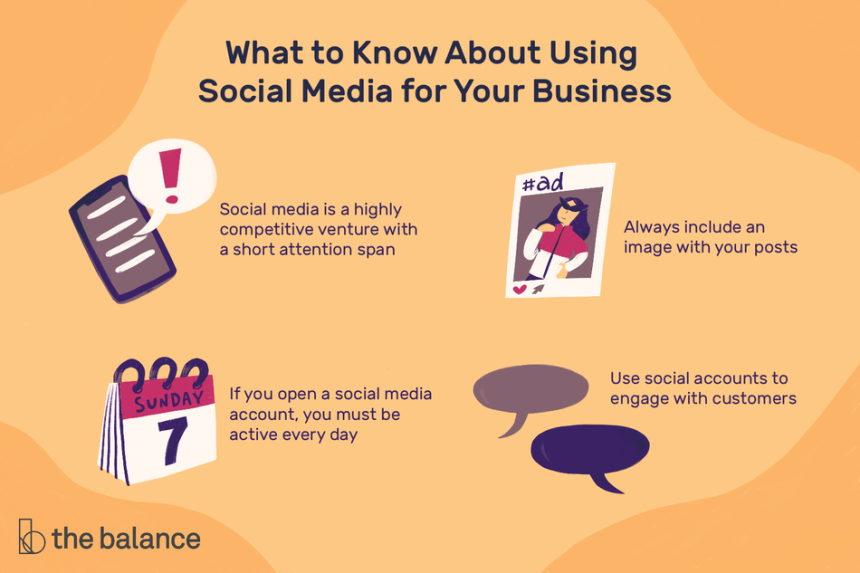 What to Know About Using
Social Media for Your Business
Social media is a highly
competitive venture with
a short attention span
#ad
Always include an
image with your posts
SUNDAY
7
If you open a social media
account, you must be
active every day
Use social accounts to
engage with customers
the balance